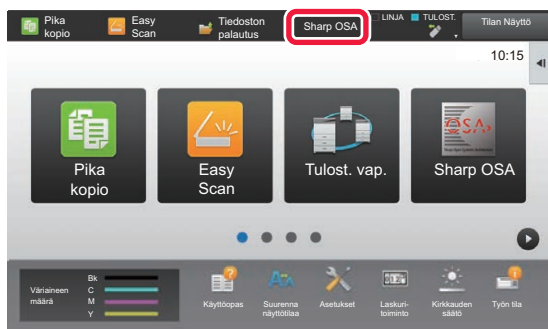 Pika
kopio
Easy
Scan
Tiedoston
palautus
Sharp OSA
LINJA
TULOST.
Tilan Näyttö
10:15
Pika
kopio
Easy
Scan
Tulost. vap.
OSA
Sharp OSA
Väriaineen
määrä
Bk
C
M
Y
Käyttöopas
Suurenna
näyttötilaa
Asetukset
Laskuri-
toiminto
Kirkkauden
säätö
Työn tila